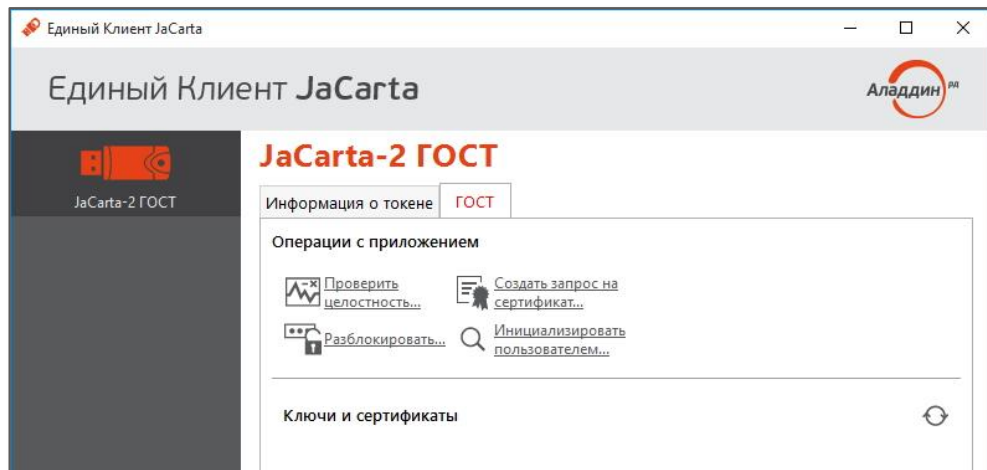 Единый Клиент JaCarta
Единый Клиент JaCarta
Аладдин РД
JaCarta-2 ГОСТ
JaCarta-2 ГОСТ
Информация о токене ГОСТ
Операции с приложением
Проверить
целостность...
Создать запрос на
сертификат...
Разблокировать...
Инициализировать
пользователем...
Ключи и сертификаты